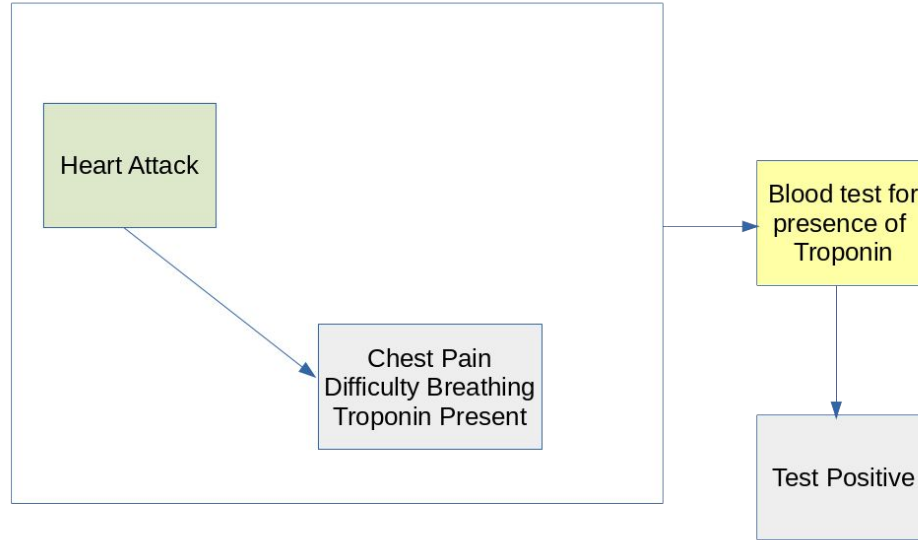 Heart Attack
Blood test for
presence of
Troponin
Chest Pain
Difficulty Breathing
Troponin Present
Test Positive